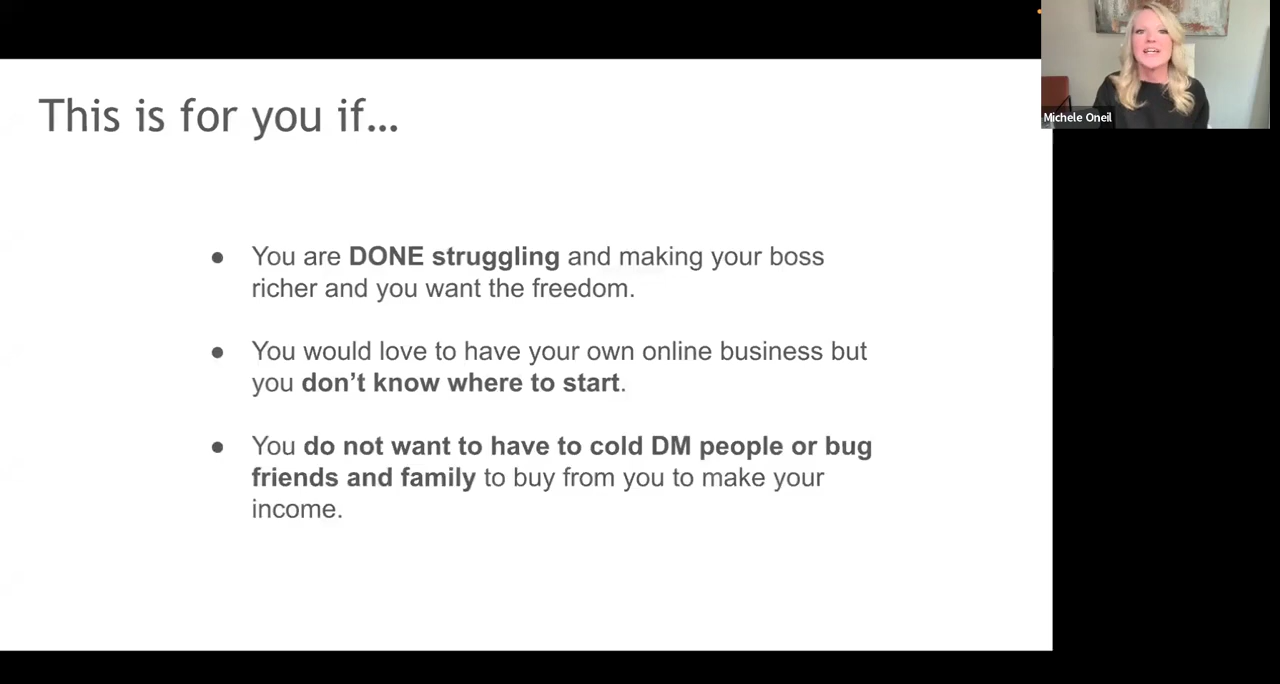 This is for you if...
● You are DONE struggling and making your boss
richer and you want the freedom.
● You would love to have your own online business but
you don’t know where to start.
● You do not want to have to cold DM people or bug
friends and family to buy from you to make your
income.
Michele Oneil